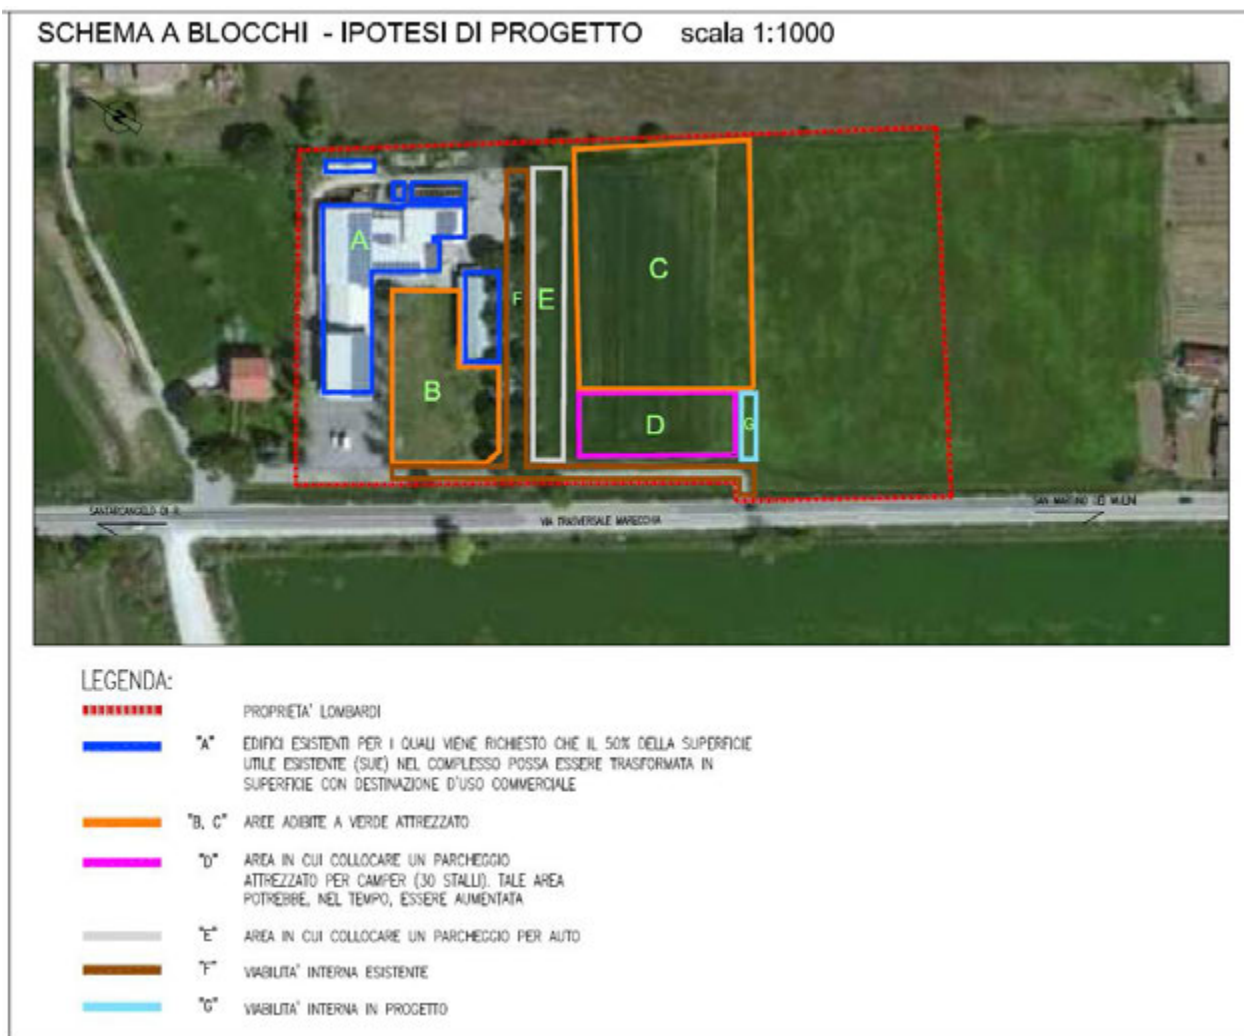 SCHEMA A BLOCCHI - IPOTESI DI PROGETTO scala 1:1000
N
A
B
C
D
E
F
G
SANTARCANGELO DI R.
VIA TRASVERSALE MARECCHIA
SAN MARTINO DEI MULINI
LEGENDA:
PROPRIETA' LOMBARDI
"A" EDIFICI ESISTENTI PER I QUALI VIENE RICHIESTO CHE IL 50% DELLA SUPERFICIE
UTILE ESISTENTE (SUE) NEL COMPLESSO POSSA ESSERE TRASFORMATA IN
SUPERFICIE CON DESTINAZIONE D'USO COMMERCIALE
"B, C" AREE ADIBITE A VERDE ATTREZZATO
"D" AREA IN CUI COLLOCARE UN PARCHEGGIO
ATTREZZATO PER CAMPER (30 STALLI). TALE AREA
POTREBBE, NEL TEMPO, ESSERE AUMENTATA
"E" AREA IN CUI COLLOCARE UN PARCHEGGIO PER AUTO
"F" VIABILITA' INTERNA ESISTENTE
"G" VIABILITA' INTERNA IN PROGETTO